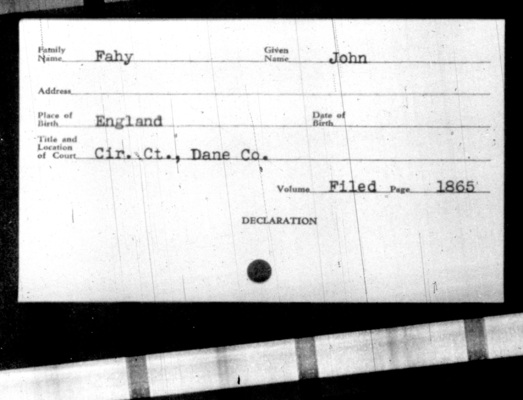 Family Name Fahy Given Name John
Address
Place of Birth England Date of Birth
Title and Location of Court Cir. Ct., Dane Co.
Volume Filed Page 1865
DECLARATION